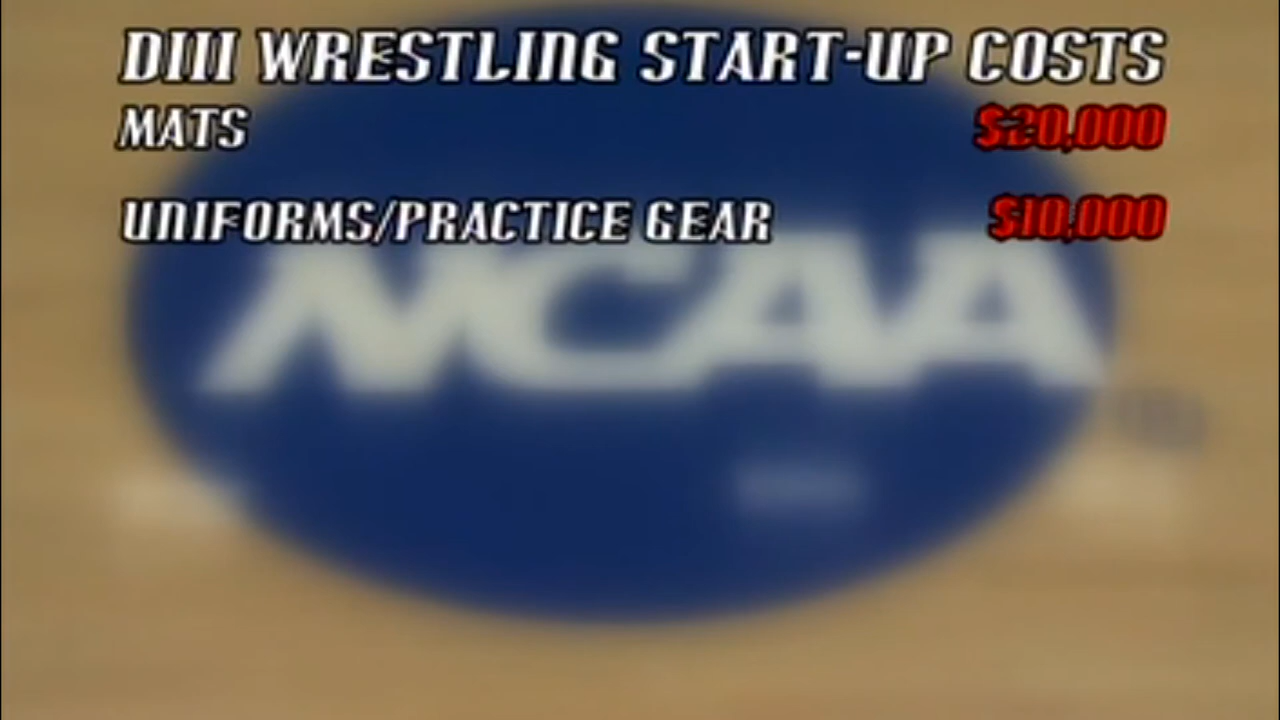 DIII WRESTLING START-UP COSTS
MATS $20,000
UNIFORMS/PRACTICE GEAR $10,000
NCAA